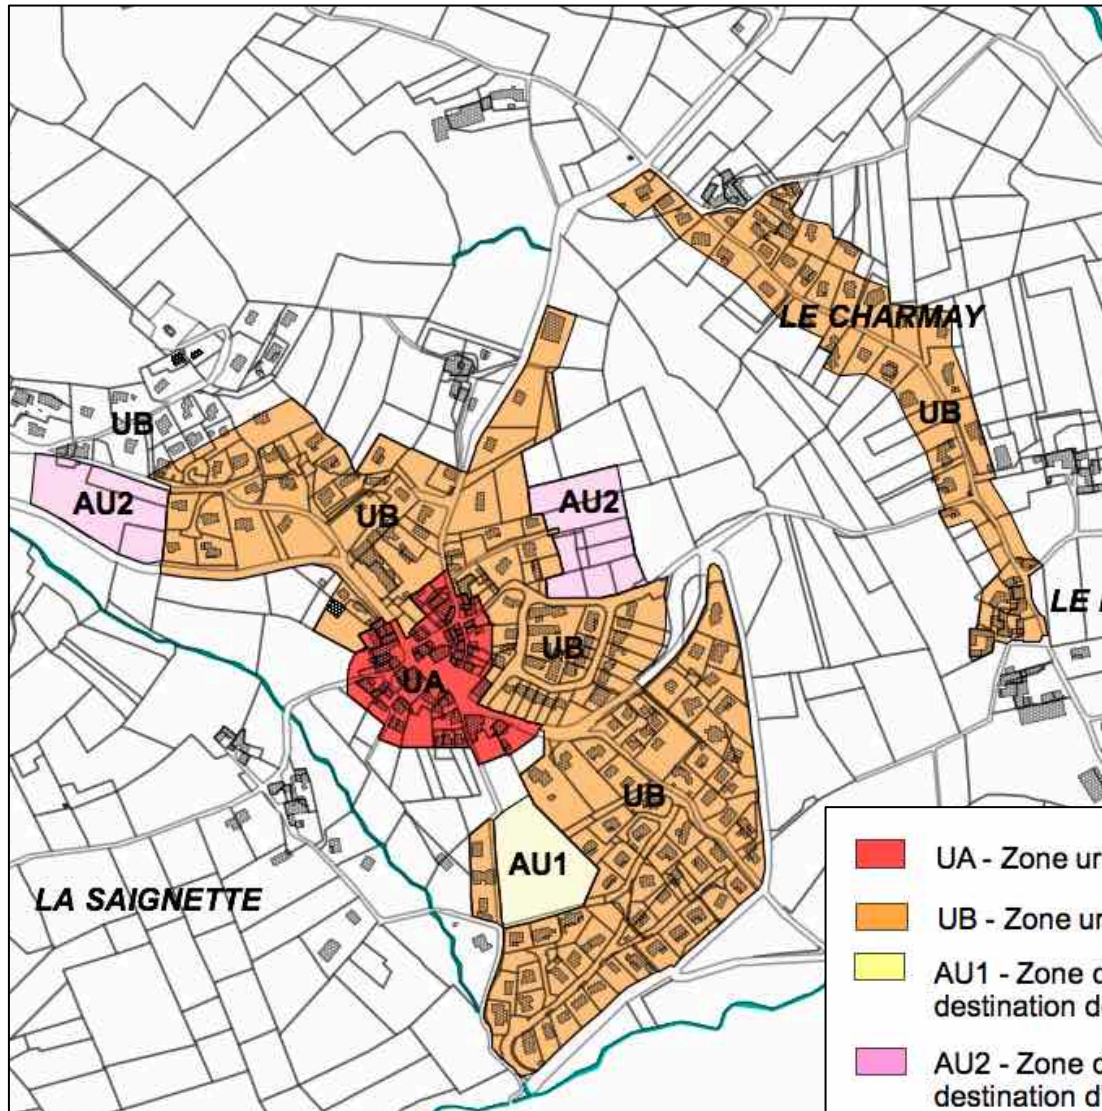 LE CHARMAY
UB
UB
AU2
AU2
UB
UB
LE
UA
UB
AU1
LA SAIGNETTE
UA - Zone ur
UB - Zone ur
AU1 - Zone d
destination de
AU2 - Zone d
destination d'